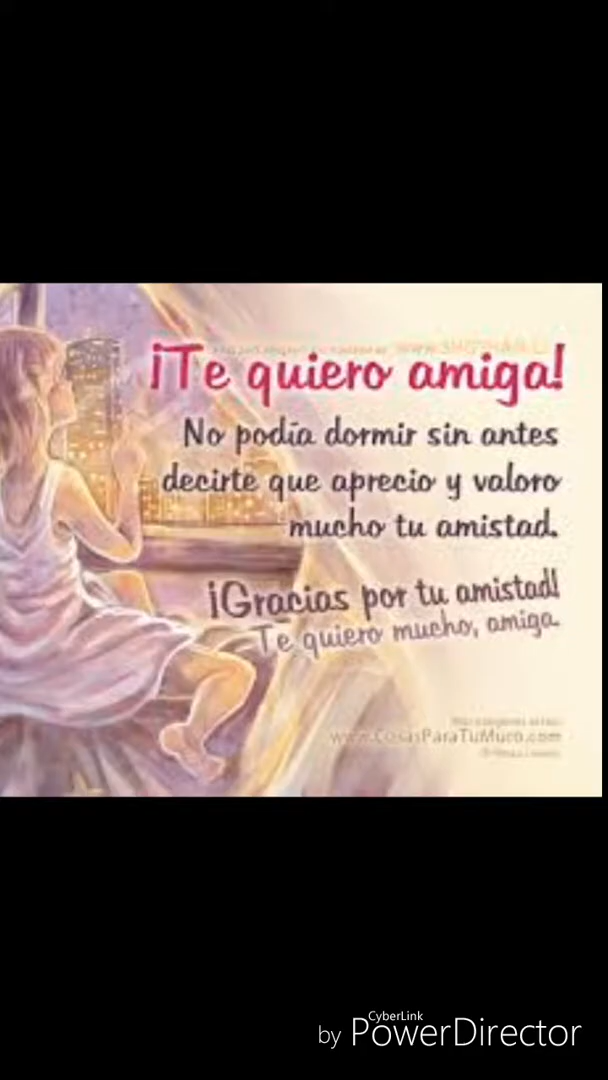 ¡Te quiero amiga!
No podía dormir sin antes
decirte que aprecio y valoro
mucho tu amistad.
¡Gracias por tu amistad!
Te quiero mucho, amiga.
www.CosasParaTuMuro.com
CyberLink
by PowerDirector